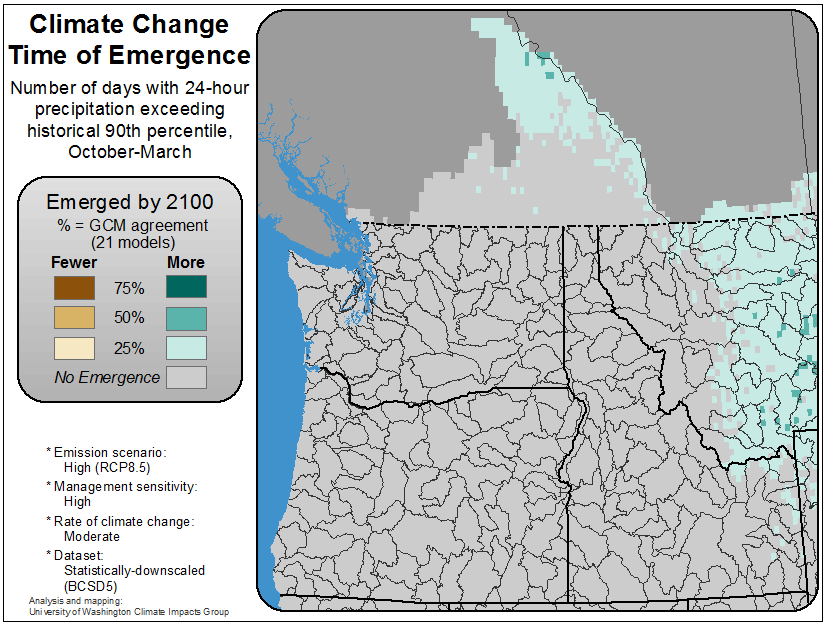 Climate Change
Time of Emergence
Number of days with 24-hour
precipitation exceeding
historical 90th percentile,
October-March
Emerged by 2100
% = GCM agreement
(21 models)
Fewer More
75%
50%
25%
No Emergence
* Emission scenario:
High (RCP8.5)
* Management sensitivity:
High
* Rate of climate change:
Moderate
* Dataset:
Statistically-downscaled
(BCSD5)
Analysis and mapping:
University of Washington Climate Impacts Group